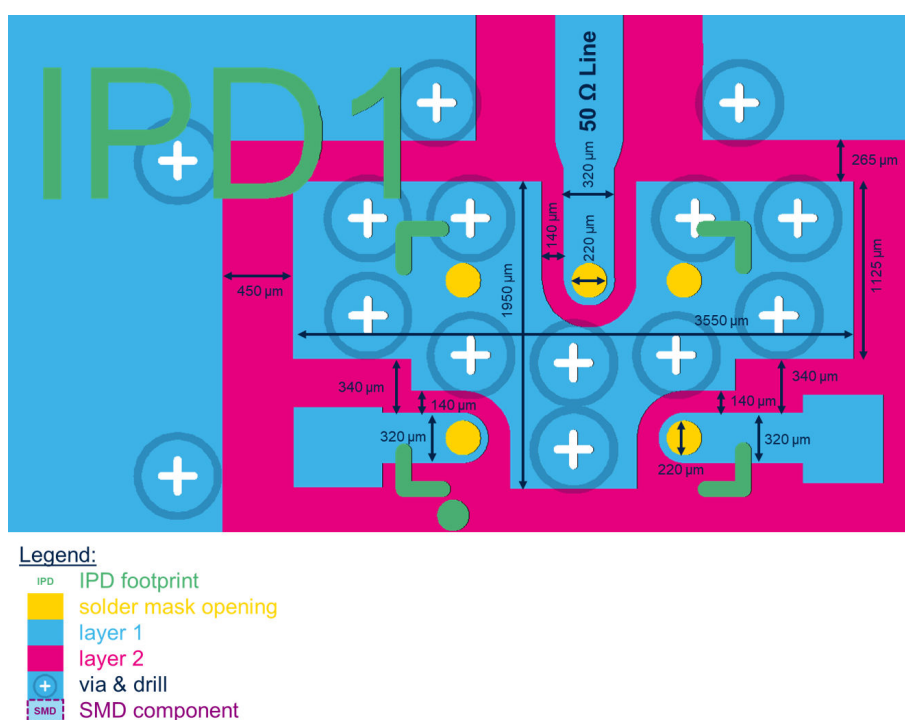 IPD1
50 Ω Line
265 µm
320 µm
140 µm
220 µm
1125 µm
450 µm
1950 µm
3550 µm
340 µm
340 µm
140 µm
140 µm
320 µm
320 µm
220 µm
Legend:
IPD IPD footprint
solder mask opening
layer 1
layer 2
via & drill
SMD SMD component